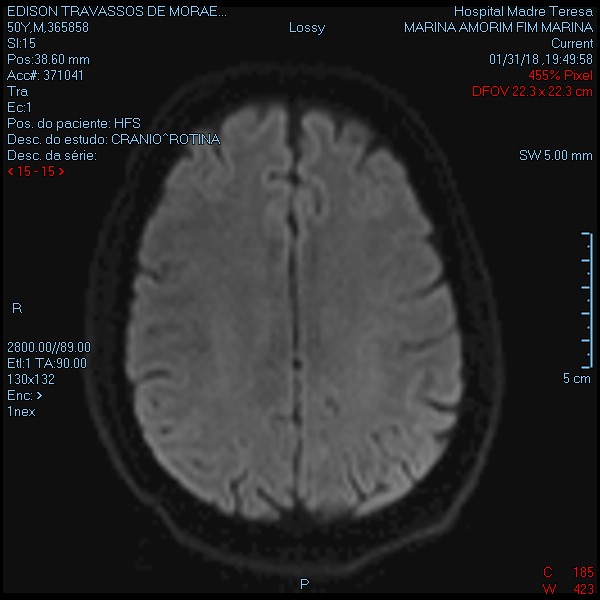 EDISON TRAVASSOS DE MORAE...
50Y,M,365858
Sl:15
Pos:38.60 mm
Acc#: 371041
Tra
Ec:1
Pos. do paciente: HFS
Desc. do estudo: CRANIO^ROTINA
Desc. da série:
< 15 - 15 >
Lossy
Hospital Madre Teresa
MARINA AMORIM FIM MARINA
Current
01/31/18 ,19:49:58
455% Pixel
DFOV 22.3 x 22.3 cm
SW 5.00 mm
R
2800.00//89.00
Etl:1 TA:90.00
130x132
Enc: >
1nex
5 cm
P
C 185
W 423